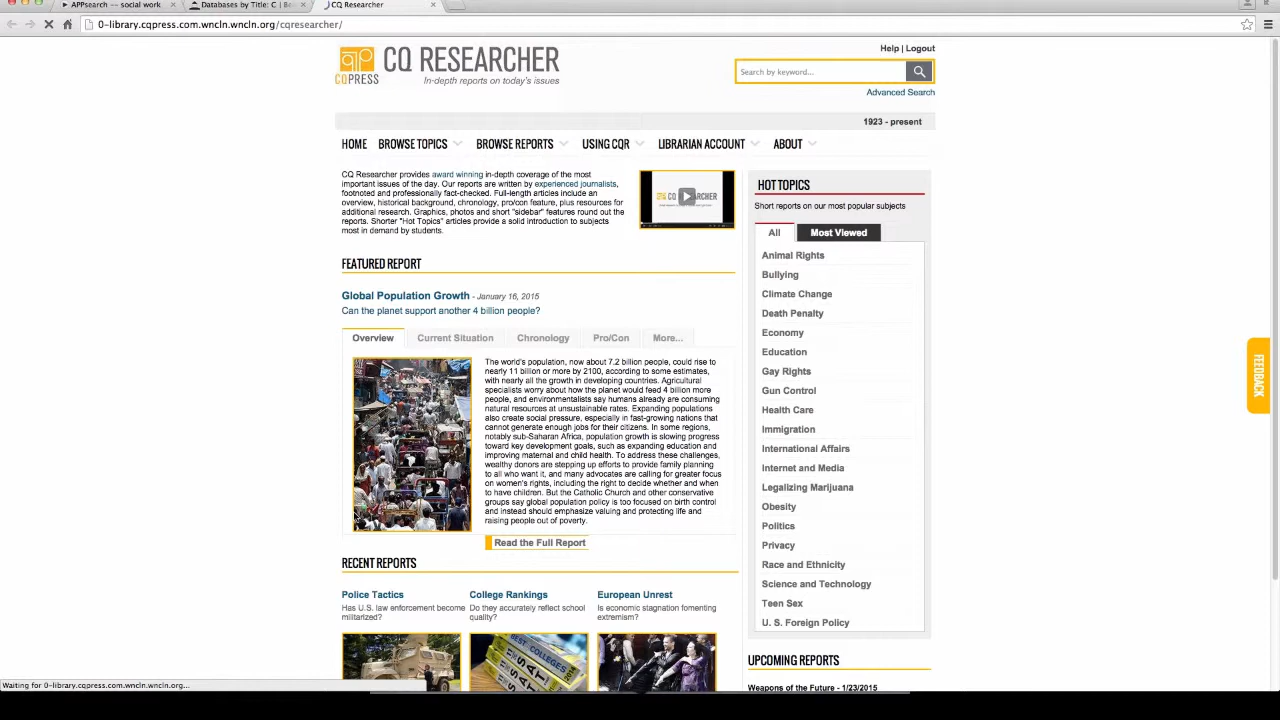 APPsearch -- social work
Databases by Title: C | Be
CQ Researcher
0-library.cqpress.com.wncln.wncln.org/cqresearcher/
CQPRESS
CQ RESEARCHER
In-depth reports on today's issues
Help | Logout
Search by keyword...
Advanced Search
1923 - present
HOME BROWSE TOPICS BROWSE REPORTS USING CQR LIBRARIAN ACCOUNT ABOUT
CQ Researcher provides award winning in-depth coverage of the most
important issues of the day. Our reports are written by experienced journalists,
footnoted and professionally fact-checked. Full-length articles include an
overview, historical background, chronology, pro/con feature, plus resources for
additional research. Graphics, photos and short "sidebar" features round out the
reports. Shorter "Hot Topics" articles provide a solid introduction to subjects
most in demand by students.
FEATURED REPORT
Global Population Growth - January 16, 2015
Can the planet support another 4 billion people?
Overview Current Situation Chronology Pro/Con More...
The world's population, now about 7.2 billion people, could rise to
nearly 11 billion or more by 2100, according to some estimates,
with nearly all the growth in developing countries. Agricultural
specialists worry about how the planet would feed 4 billion more
people, and environmentalists say humans already are consuming
natural resources at unsustainable rates. Expanding populations
also create social pressure, especially in fast-growing nations that
cannot generate enough jobs for their citizens. In some regions,
notably sub-Saharan Africa, population growth is slowing progress
toward key development goals, such as expanding education and
improving maternal and child health. To address these challenges,
wealthy donors are stepping up efforts to provide family planning
to all who want it, and many advocates are calling for greater focus
on women's rights, including the right to decide whether and when
to have children. But the Catholic Church and other conservative
groups say global population policy is too focused on birth control
and instead should emphasize valuing and protecting life and
raising people out of poverty.
Read the Full Report
RECENT REPORTS
Police Tactics
Has U.S. law enforcement become
militarized?
College Rankings
Do they accurately reflect school
quality?
European Unrest
Is economic stagnation fomenting
extremism?
BEST COLLEGES
SAT
HOT TOPICS
Short reports on our most popular subjects
All Most Viewed
Animal Rights
Bullying
Climate Change
Death Penalty
Economy
Education
Gay Rights
Gun Control
Health Care
Immigration
International Affairs
Internet and Media
Legalizing Marijuana
Obesity
Politics
Privacy
Race and Ethnicity
Science and Technology
Teen Sex
U. S. Foreign Policy
UPCOMING REPORTS
Weapons of the Future - 1/23/2015
FEEDBACK
Waiting for 0-library.cqpress.com.wncln.wncln.org...